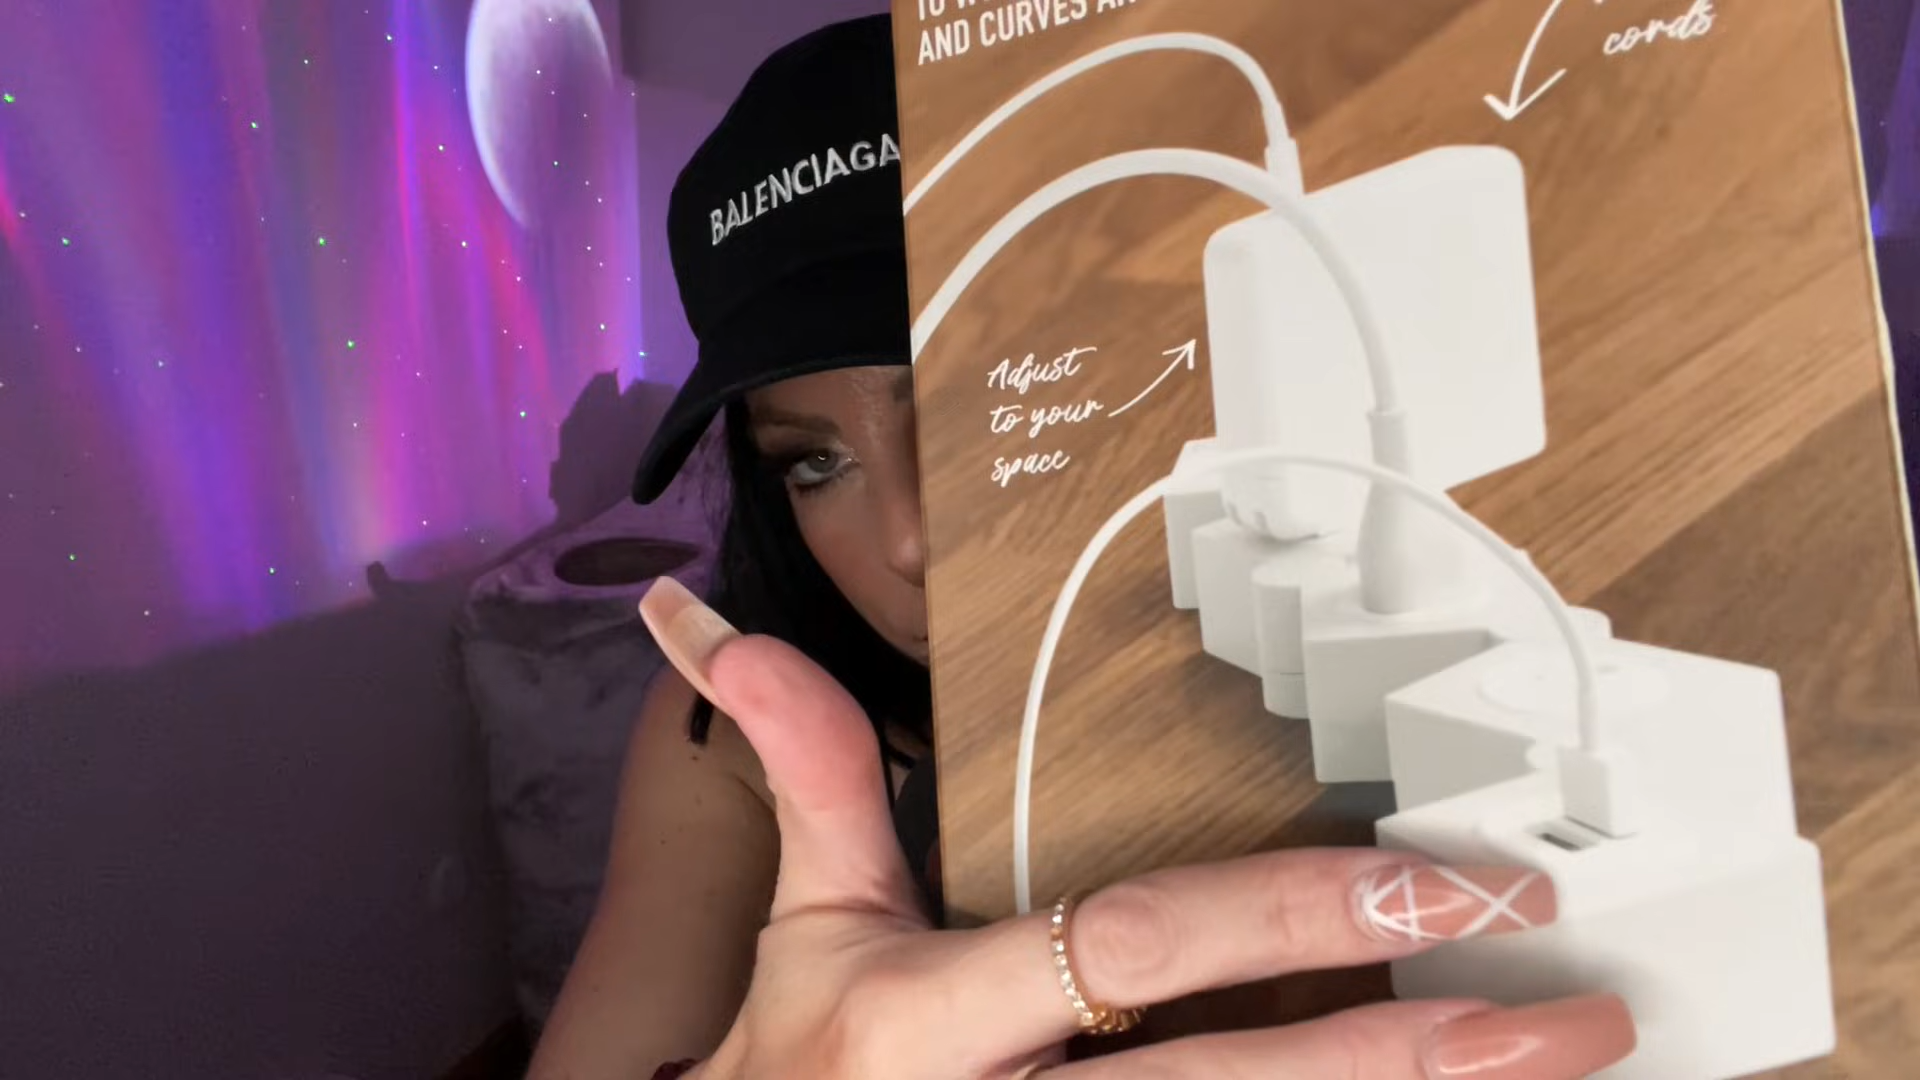 AND CURVES
cords
BALENCIAGA
Adjust
to your
space